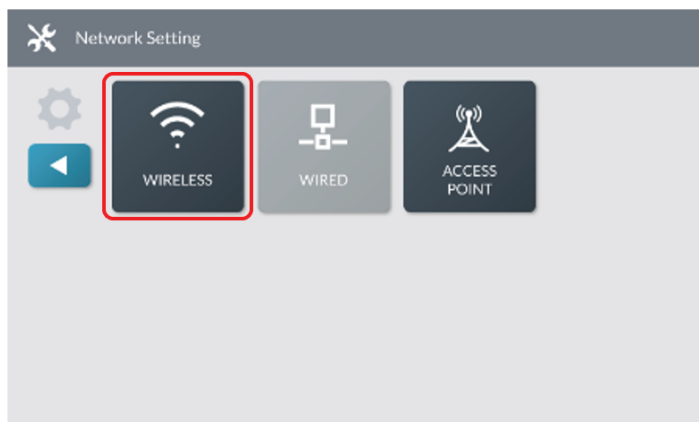 Network Setting
WIRELESS
WIRED
ACCESS
POINT